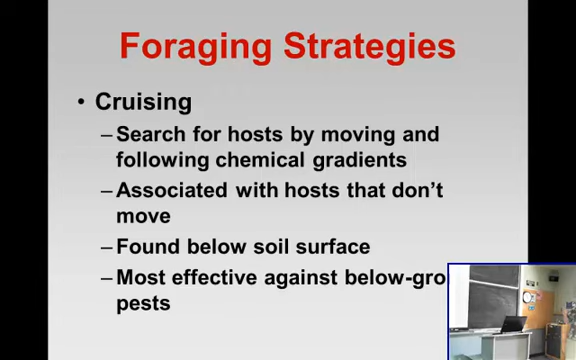 Foraging Strategies
• Cruising
–Search for hosts by moving and
following chemical gradients
–Associated with hosts that don't
move
–Found below soil surface
–Most effective against below-gro
pests